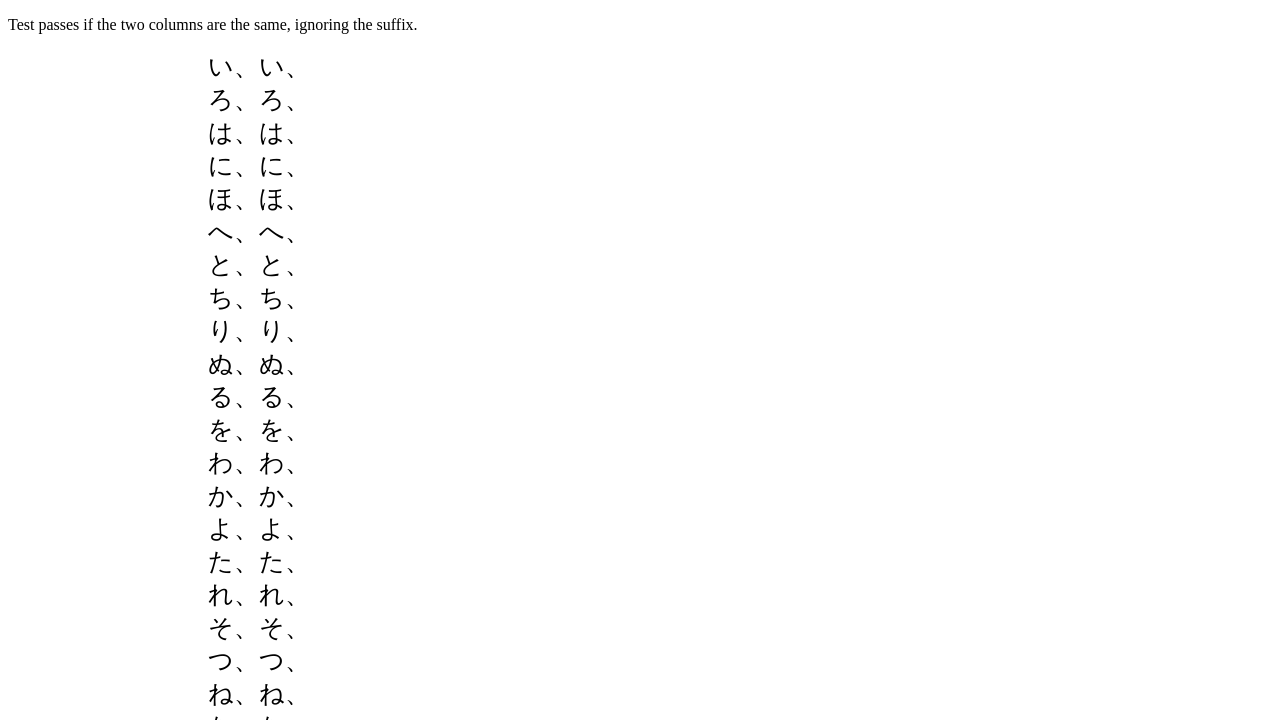 Test passes if the two columns are the same, ignoring the suffix.
い、い、
ろ、ろ、
は、は、
に、に、
ほ、ほ、
へ、へ、
と、と、
ち、ち、
り、り、
ぬ、ぬ、
る、る、
を、を、
わ、わ、
か、か、
よ、よ、
た、た、
れ、れ、
そ、そ、
つ、つ、
ね、ね、